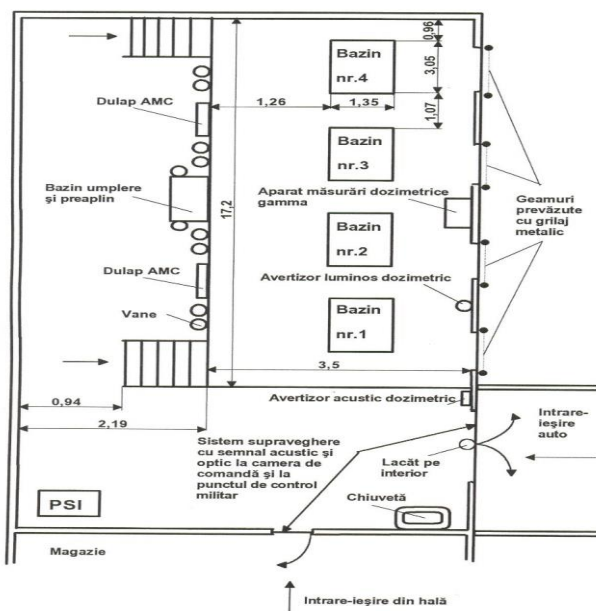 Bazin
nr.4
0,96
3,05
Dulap AMC
1,26
1,35
1,07
Bazin
nr.3
Bazin umplere
și preaplin
17,2
Aparat măsurări dozimetrice
gamma
Geamuri
prevăzute
cu grilaj
metalic
Bazin
nr.2
Dulap AMC
Avertizor luminos dozimetric
Vane
Bazin
nr.1
3,5
0,94
Avertizor acustic dozimetric
2,19
Sistem supraveghere
cu semnal acustic și
optic la camera de
comandă și la
punctul de control
militar
Intrare-
ieșire
auto
Lacăt pe
interior
Chiuvetă
PSI
Magazie
Intrare-ieșire din hală